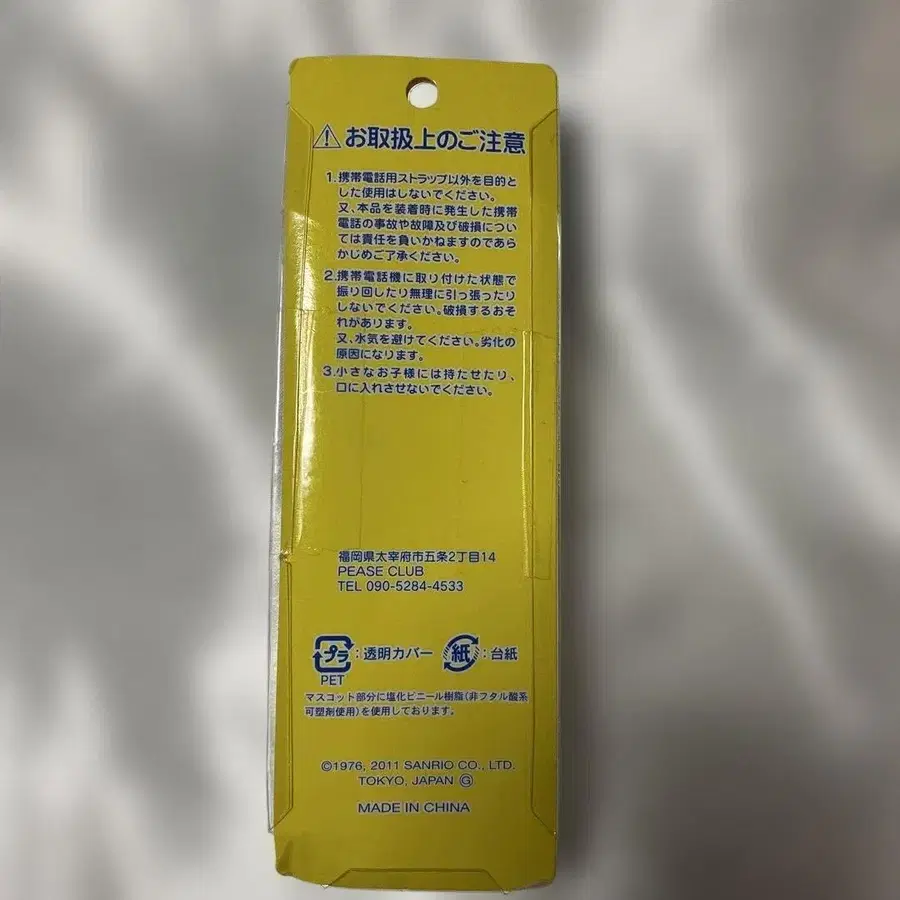 ⚠お取扱上のご注意
1.携帯電話用ストラップ以外を目的と
した使用はしないでください。
又、本品を装着時に発生した携帯
電話の事故や故障及び破損につい
ては責任を負いかねますのであら
かじめご了承ください。
2.携帯電話機に取り付けた状態で
振り回したり無理に引っ張ったり
しないでください。破損するおそ
れがあります。
又、水気を避けてください。劣化の
原因になります。
3.小さなお子様には持たせたり、
口に入れさせないでください。
福岡県太宰府市五条2丁目14
PEASE CLUB
TEL 090-5284-4533
プラ:透明カバー 紙:台紙
PET
マスコット部分に塩化ビニール樹脂(非フタル酸系
可塑剤使用)を使用しております。
©1976, 2011 SANRIO CO., LTD.
TOKYO, JAPAN Ⓖ
MADE IN CHINA